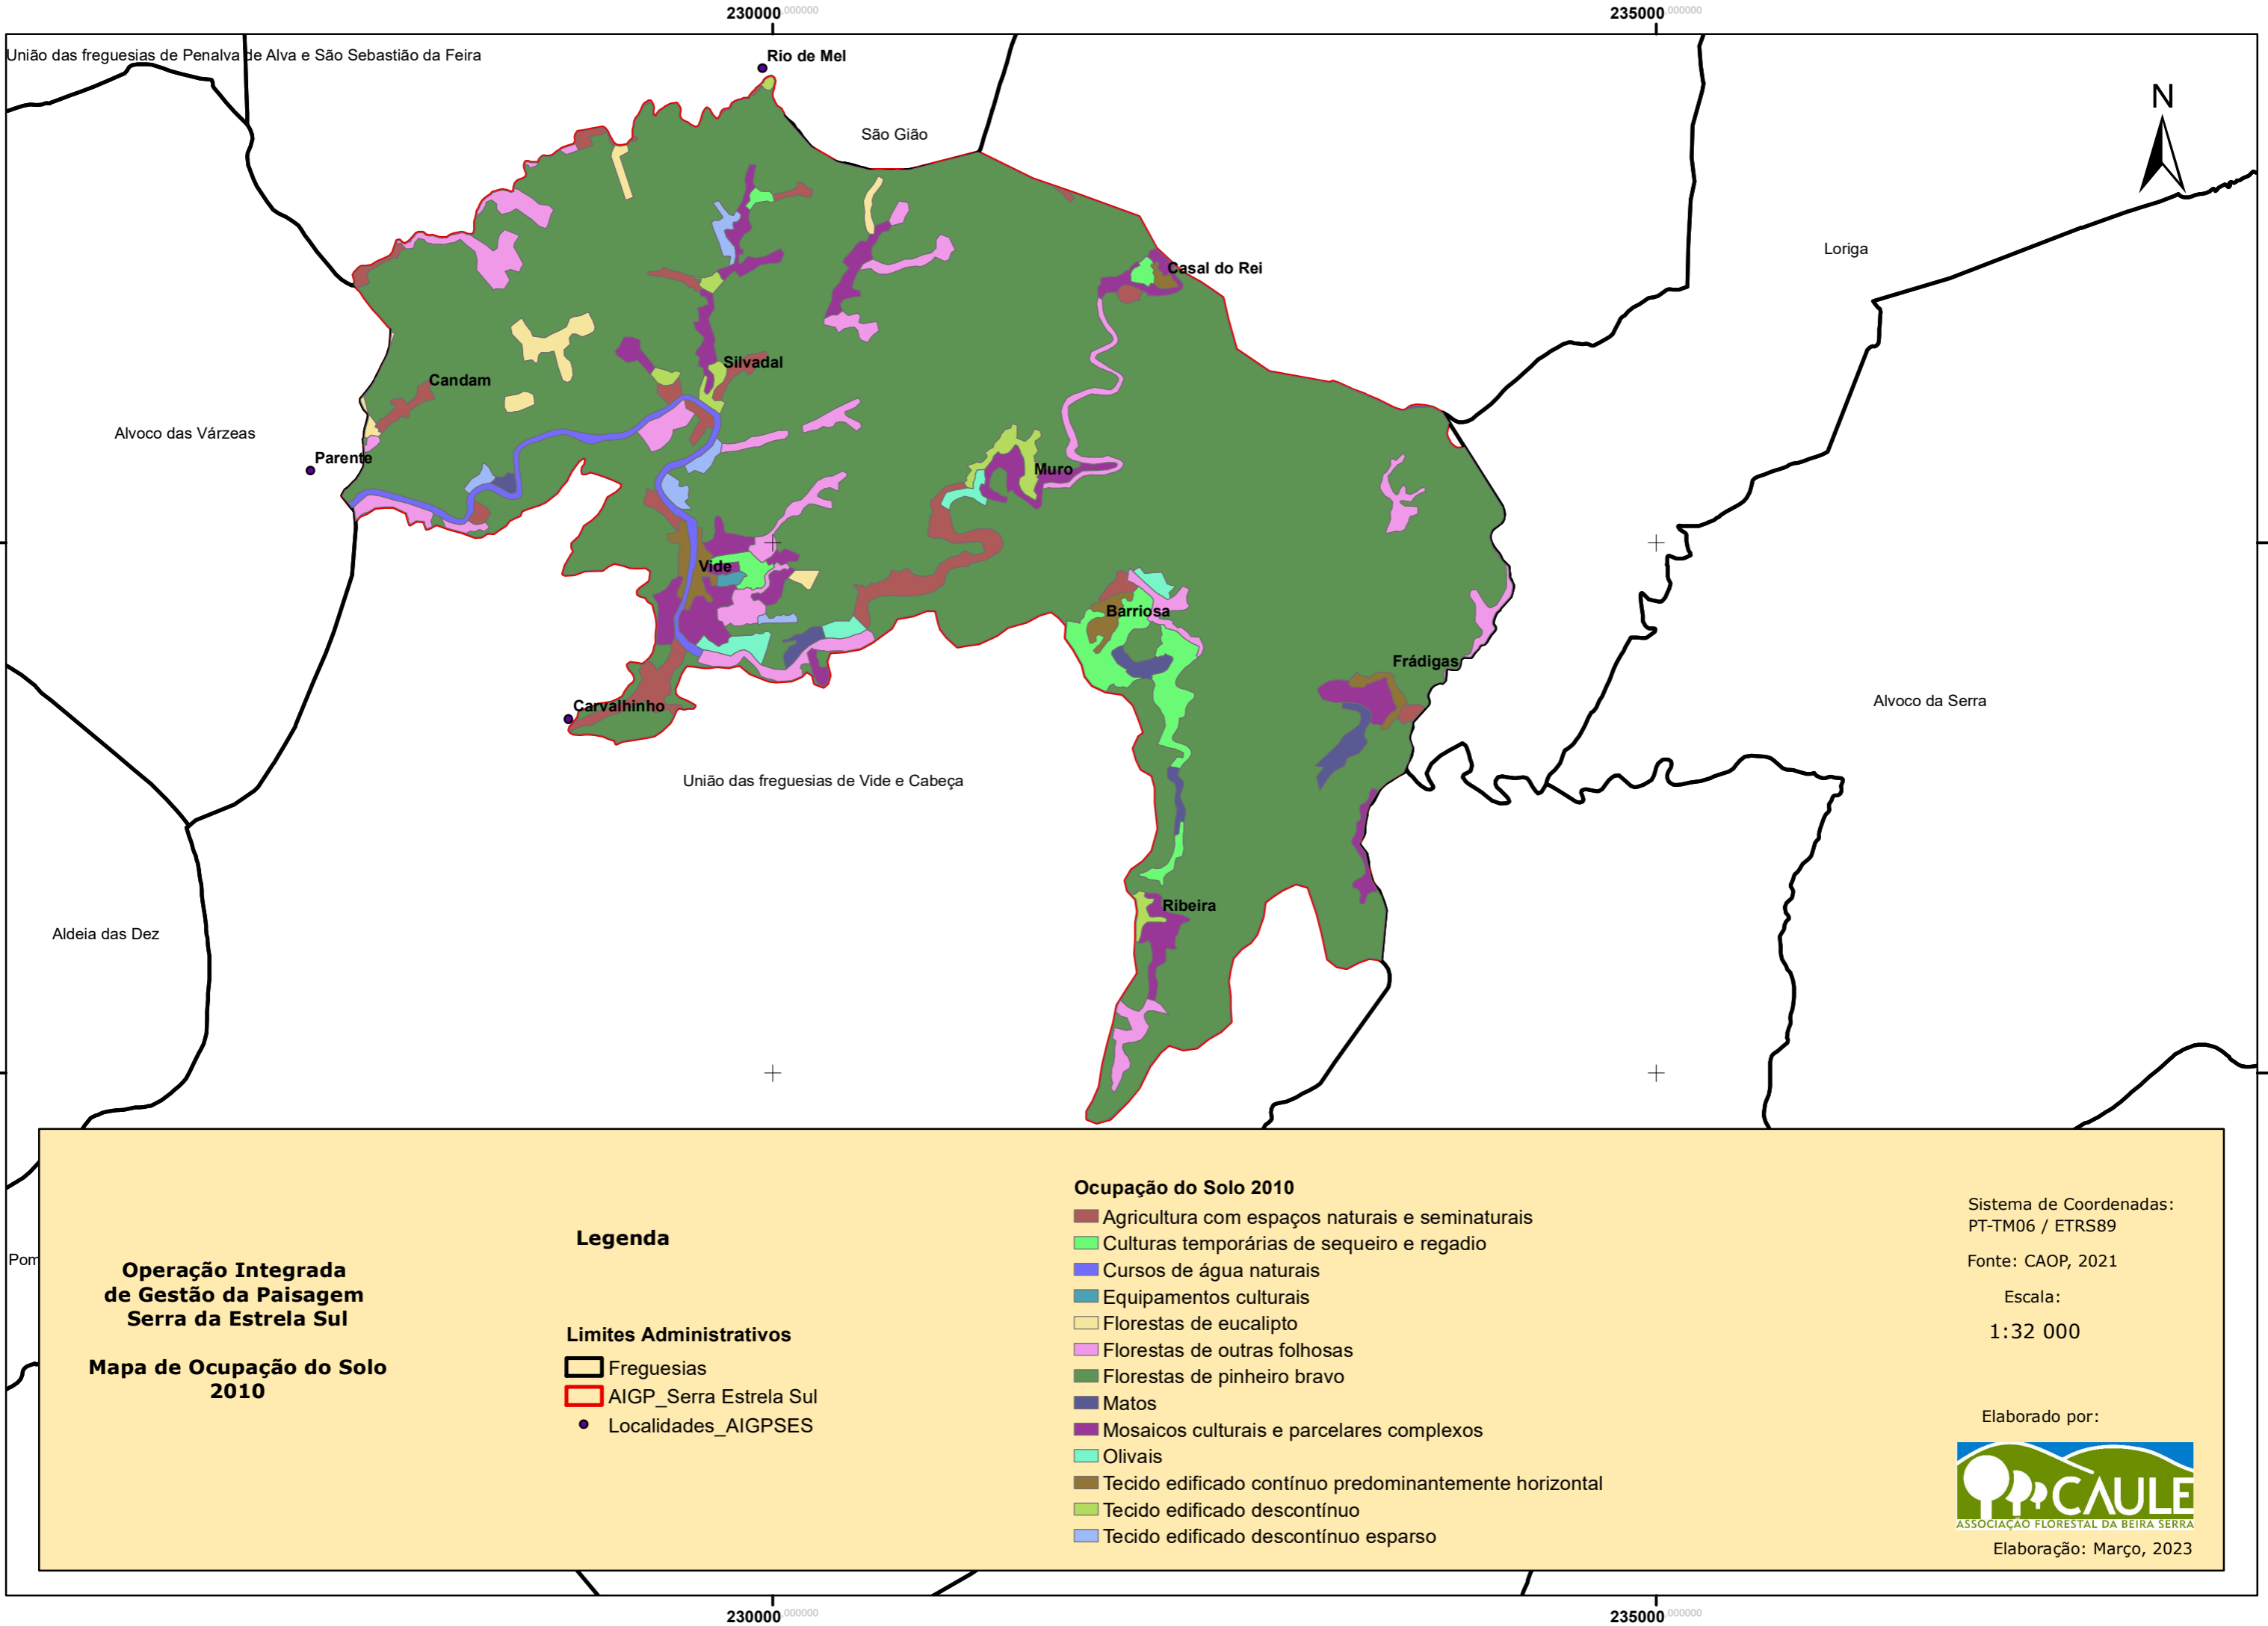 230000,000000
235000,000000
União das freguesias de Penalva de Alva e São Sebastião da Feira
Rio de Mel
N
São Gião
Loriga
Casal do Rei
Silvadal
Candam
Alvoco das Várzeas
Parente
Muro
Vide
Barriosa
Frádigas
Carvalhinho
Alvoco da Serra
União das freguesias de Vide e Cabeça
Ribeira
Aldeia das Dez
Pom
Operação Integrada
de Gestão da Paisagem
Serra da Estrela Sul
Mapa de Ocupação do Solo
2010
Legenda
Limites Administrativos
Freguesias
AIGP_Serra Estrela Sul
Localidades_AIGPSES
Ocupação do Solo 2010
Agricultura com espaços naturais e seminaturais
Culturas temporárias de sequeiro e regadio
Cursos de água naturais
Equipamentos culturais
Florestas de eucalipto
Florestas de outras folhosas
Florestas de pinheiro bravo
Matos
Mosaicos culturais e parcelares complexos
Olivais
Tecido edificado contínuo predominantemente horizontal
Tecido edificado descontínuo
Tecido edificado descontínuo esparso
Sistema de Coordenadas:
PT-TM06 / ETRS89
Fonte: CAOP, 2021
Escala:
1:32 000
Elaborado por:
CAULE
ASSOCIAÇÃO FLORESTAL DA BEIRA SERRA
Elaboração: Março, 2023
230000,000000
235000,000000